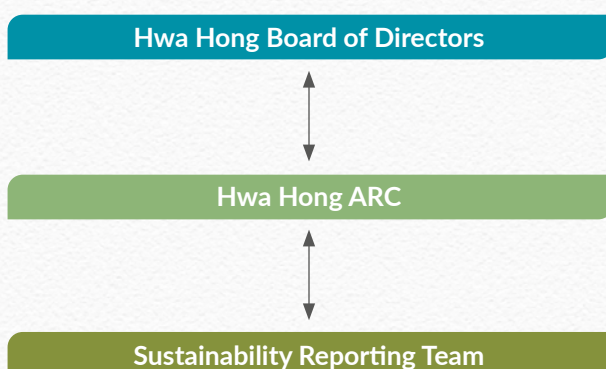 Hwa Hong Board of Directors
Hwa Hong ARC
Sustainability Reporting Team